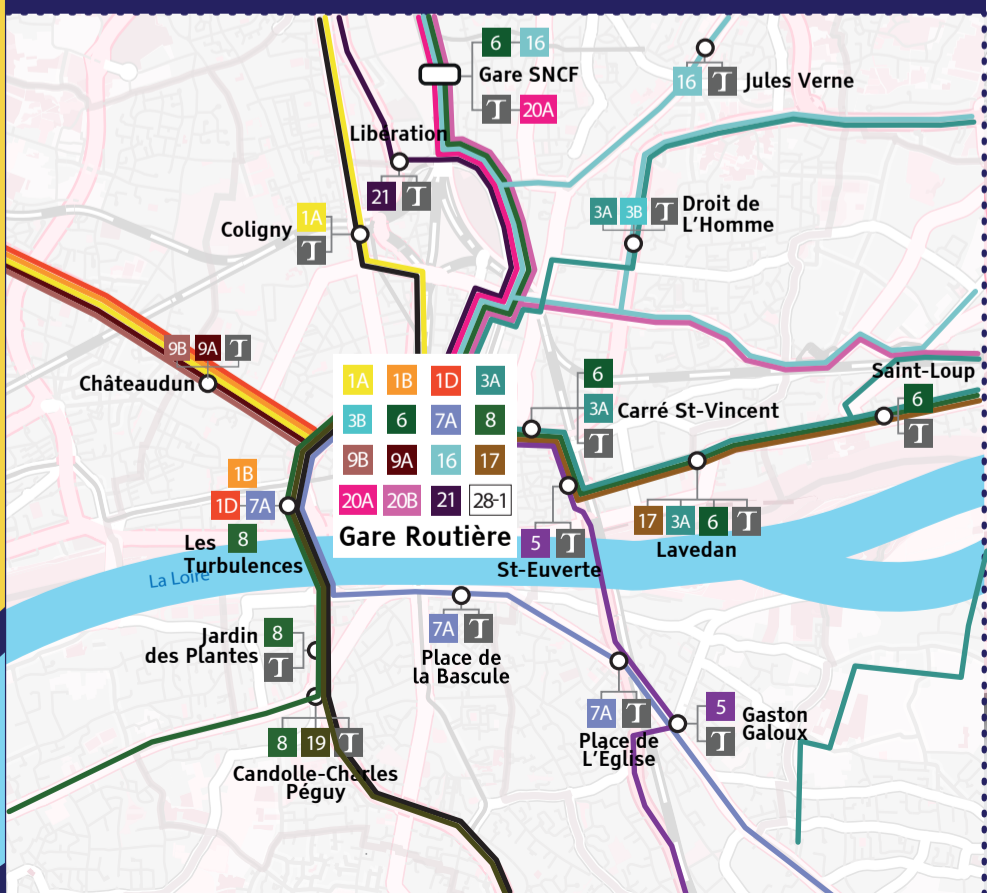 6 16
Gare SNCF
T 20A
16 T Jules Verne
Libération
21 T
1A
Coligny
T
3A 3B T Droit de
L'Homme
9B 9A T
Châteaudun
1A 1B 1D 3A
3B 6 7A 8
9B 9A 16 17
20A 20B 21 28-1
Gare Routière
6
3A Carré St-Vincent
T
Saint-Loup
6
T
1B
1D 7A
Les 8
Turbulences
La Loire
5 T
St-Euverte
17 3A 6 T
Lavedan
Jardin 8
des Plantes T
7A T
Place de
la Bascule
7A T
Place de
L'Église
5 Gaston
T Galoux
8 19 T
Candolle-Charles
Péguy